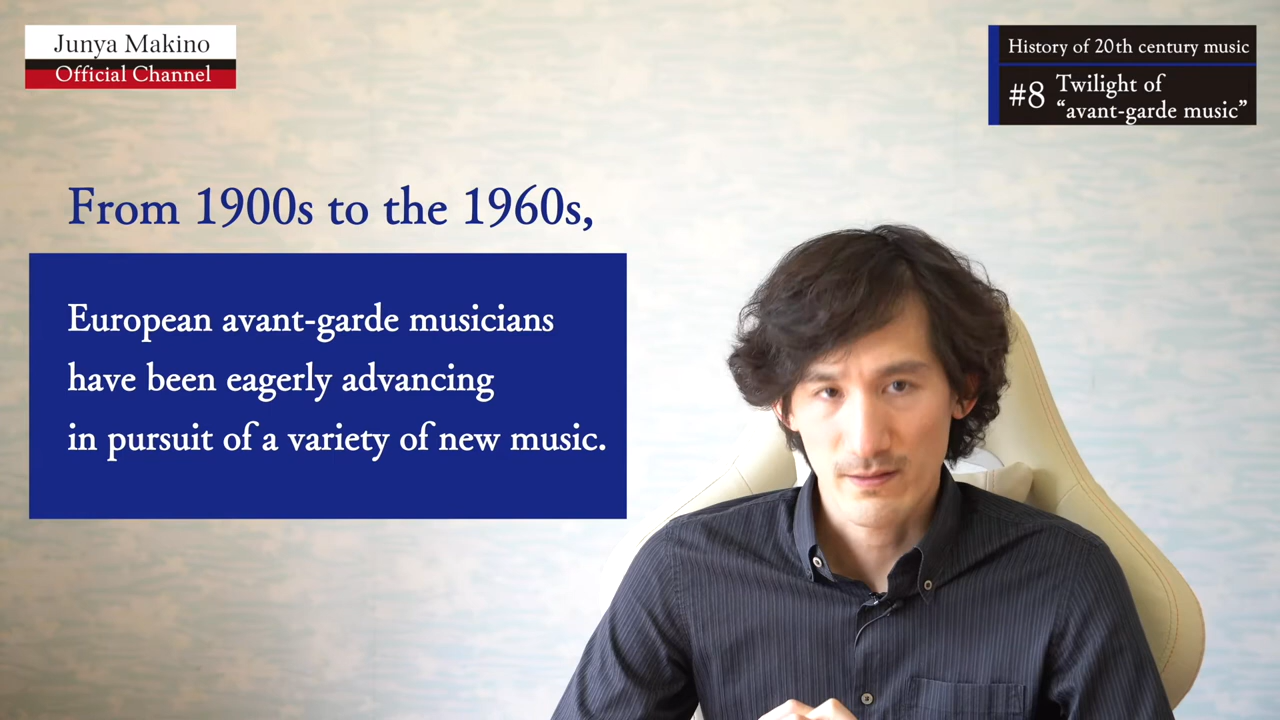 Junya Makino
Official Channel
History of 20th century music
#8 Twilight of
“avant-garde music”
From 1900s to the 1960s,
European avant-garde musicians
have been eagerly advancing
in pursuit of a variety of new music.